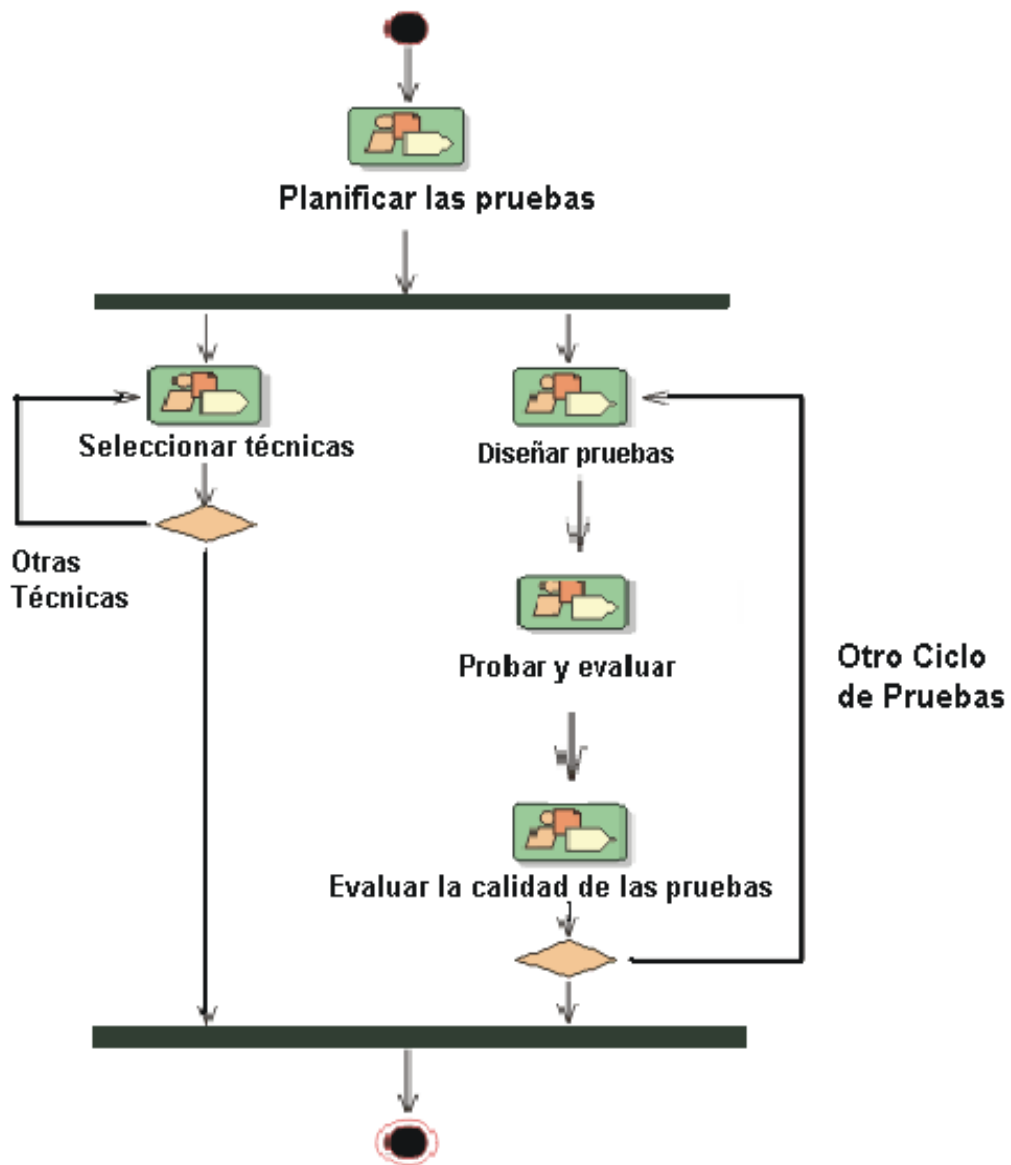 Planificar las pruebas
Seleccionar técnicas
Diseñar pruebas
Otras
Técnicas
Probar y evaluar
Otro Ciclo
de Pruebas
Evaluar la calidad de las pruebas